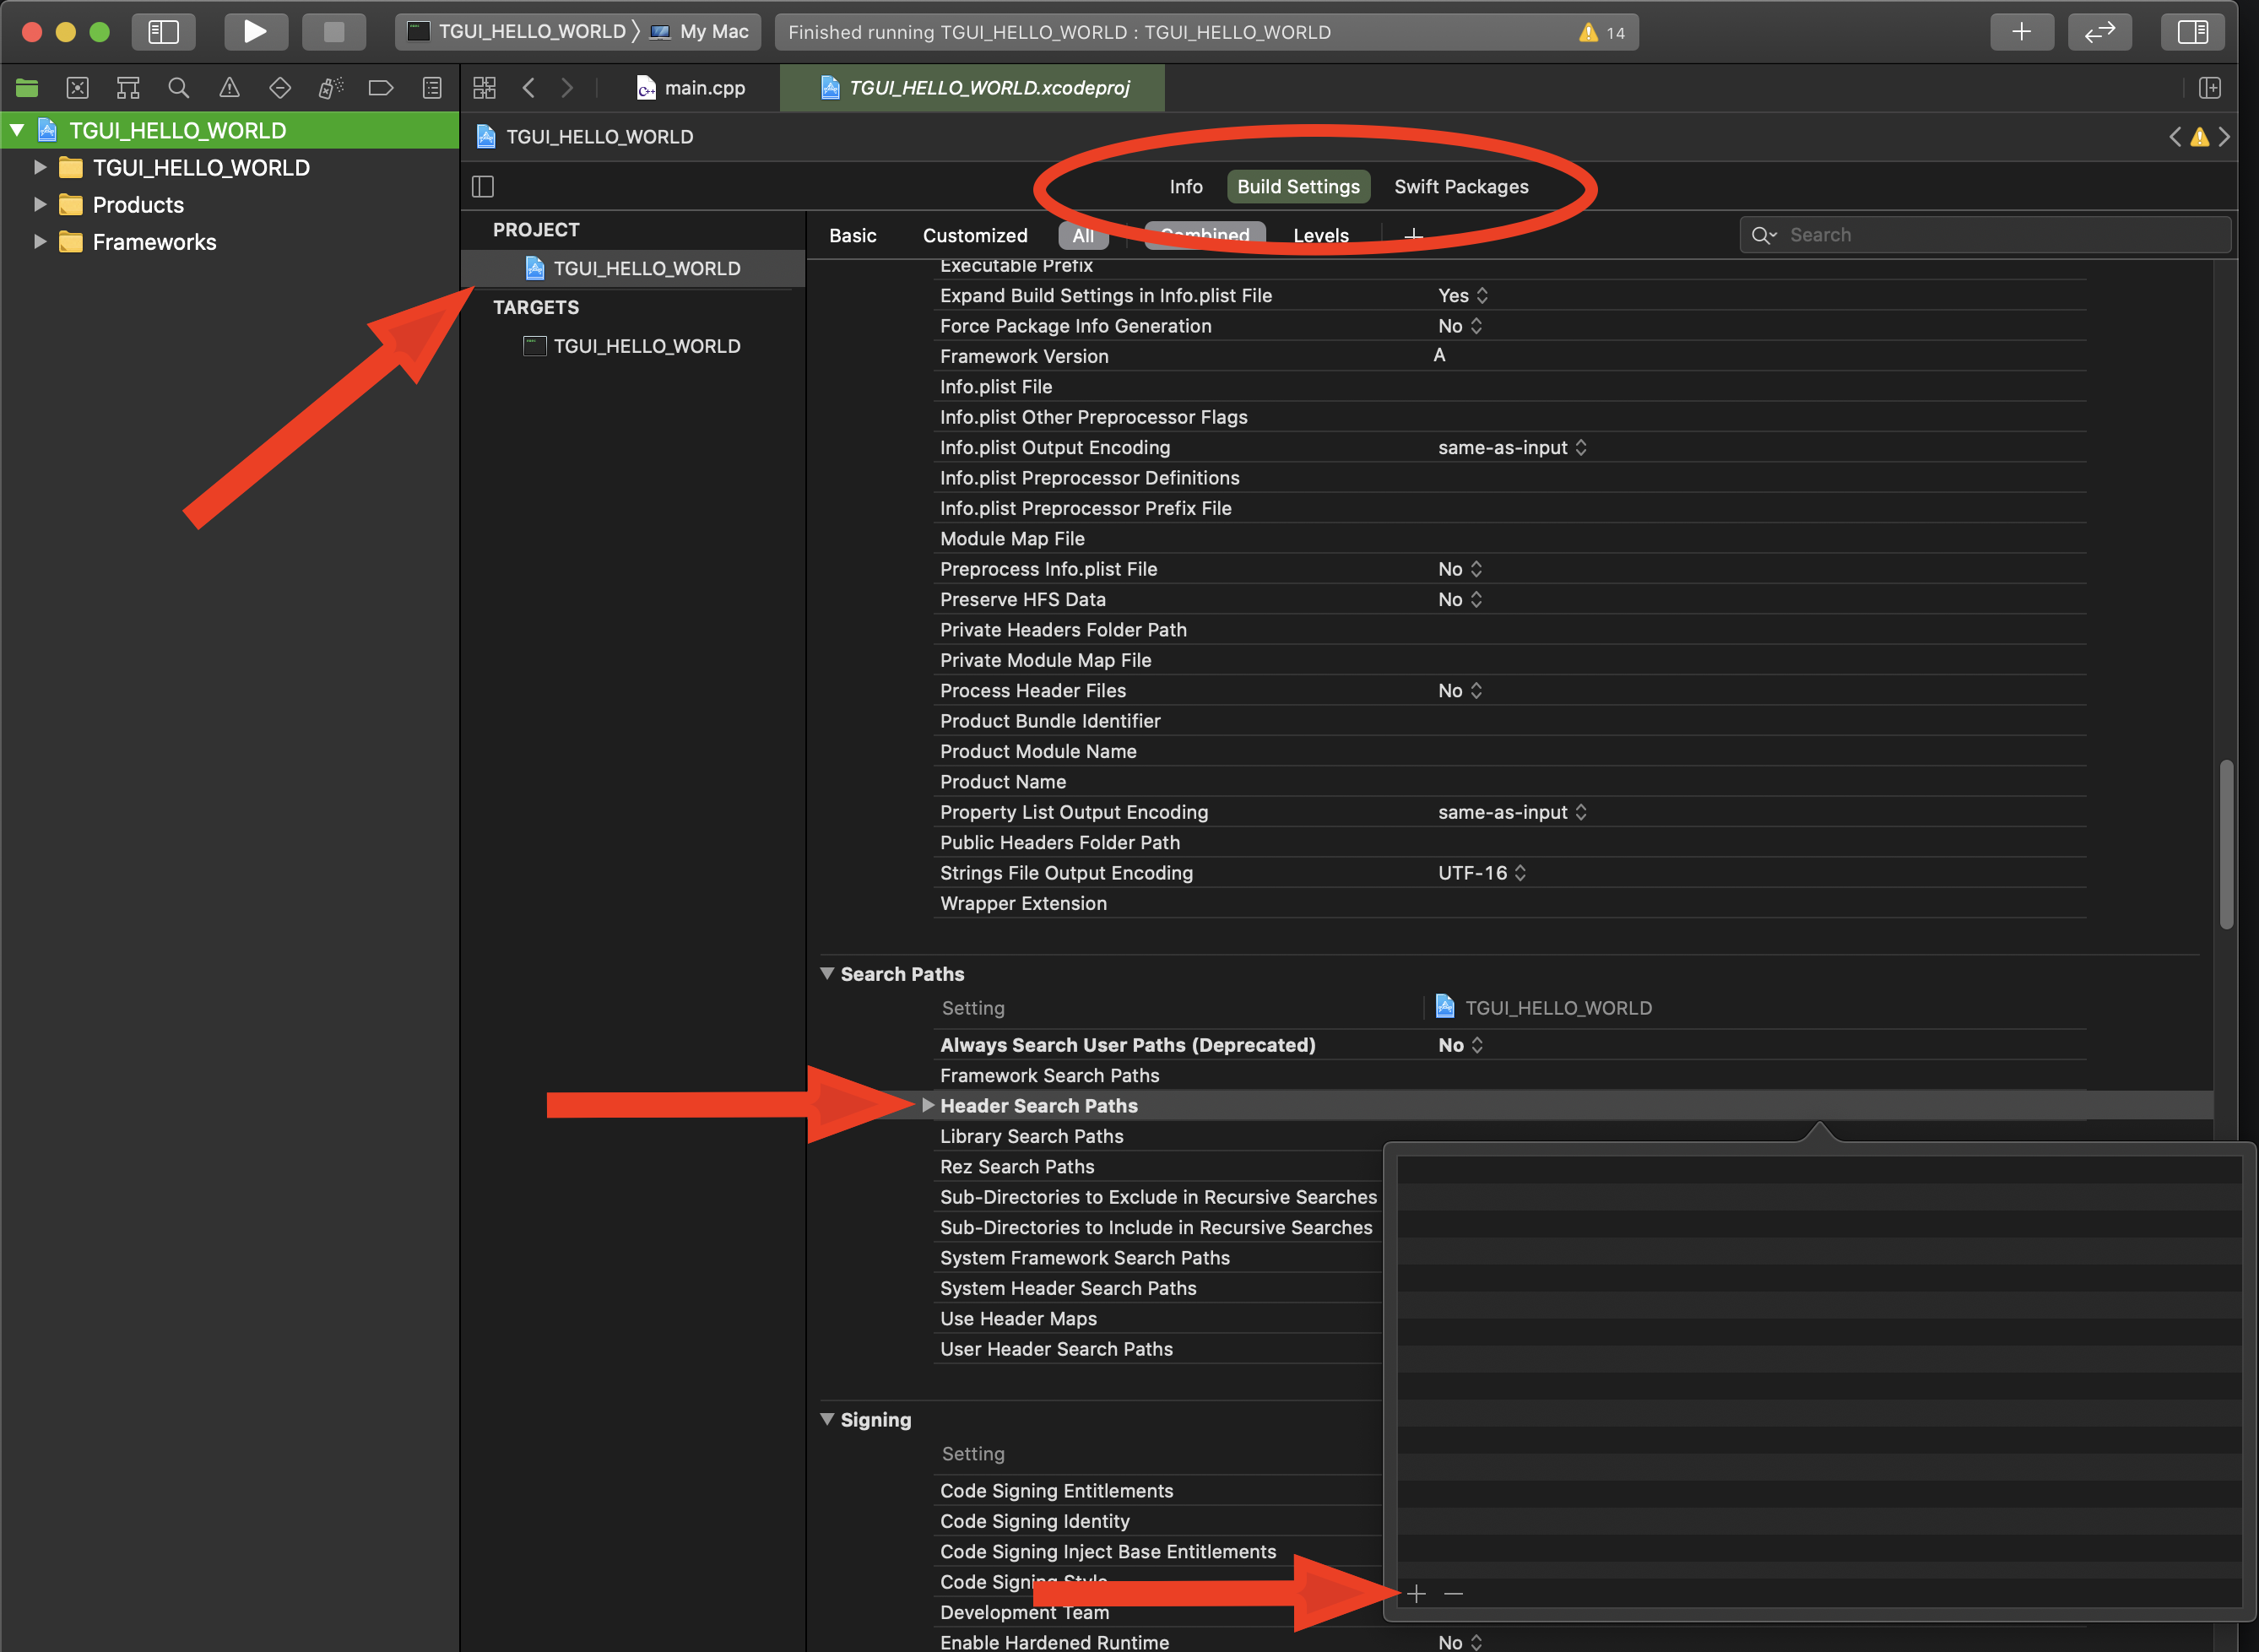 TGUI_HELLO_WORLD My Mac
Finished running TGUI_HELLO_WORLD : TGUI_HELLO_WORLD
14
main.cpp
TGUI_HELLO_WORLD.xcodeproj
TGUI_HELLO_WORLD
TGUI_HELLO_WORLD
Products
Frameworks
TGUI_HELLO_WORLD
Info
Build Settings
Swift Packages
PROJECT
TGUI_HELLO_WORLD
TARGETS
TGUI_HELLO_WORLD
Basic
Customized
All
Combined
Levels
Search
Executable Prefix
Expand Build Settings in Info.plist File Yes
Force Package Info Generation No
Framework Version A
Info.plist File
Info.plist Other Preprocessor Flags
Info.plist Output Encoding same-as-input
Info.plist Preprocessor Definitions
Info.plist Preprocessor Prefix File
Module Map File
Preprocess Info.plist File No
Preserve HFS Data No
Private Headers Folder Path
Private Module Map File
Process Header Files No
Product Bundle Identifier
Product Module Name
Product Name
Property List Output Encoding same-as-input
Public Headers Folder Path
Strings File Output Encoding UTF-16
Wrapper Extension
Search Paths
Setting TGUI_HELLO_WORLD
Always Search User Paths (Deprecated) No
Framework Search Paths
Header Search Paths
Library Search Paths
Rez Search Paths
Sub-Directories to Exclude in Recursive Searches
Sub-Directories to Include in Recursive Searches
System Framework Search Paths
System Header Search Paths
Use Header Maps
User Header Search Paths
Signing
Setting
Code Signing Entitlements
Code Signing Identity
Code Signing Inject Base Entitlements
Code Signing Style
Development Team
Enable Hardened Runtime No